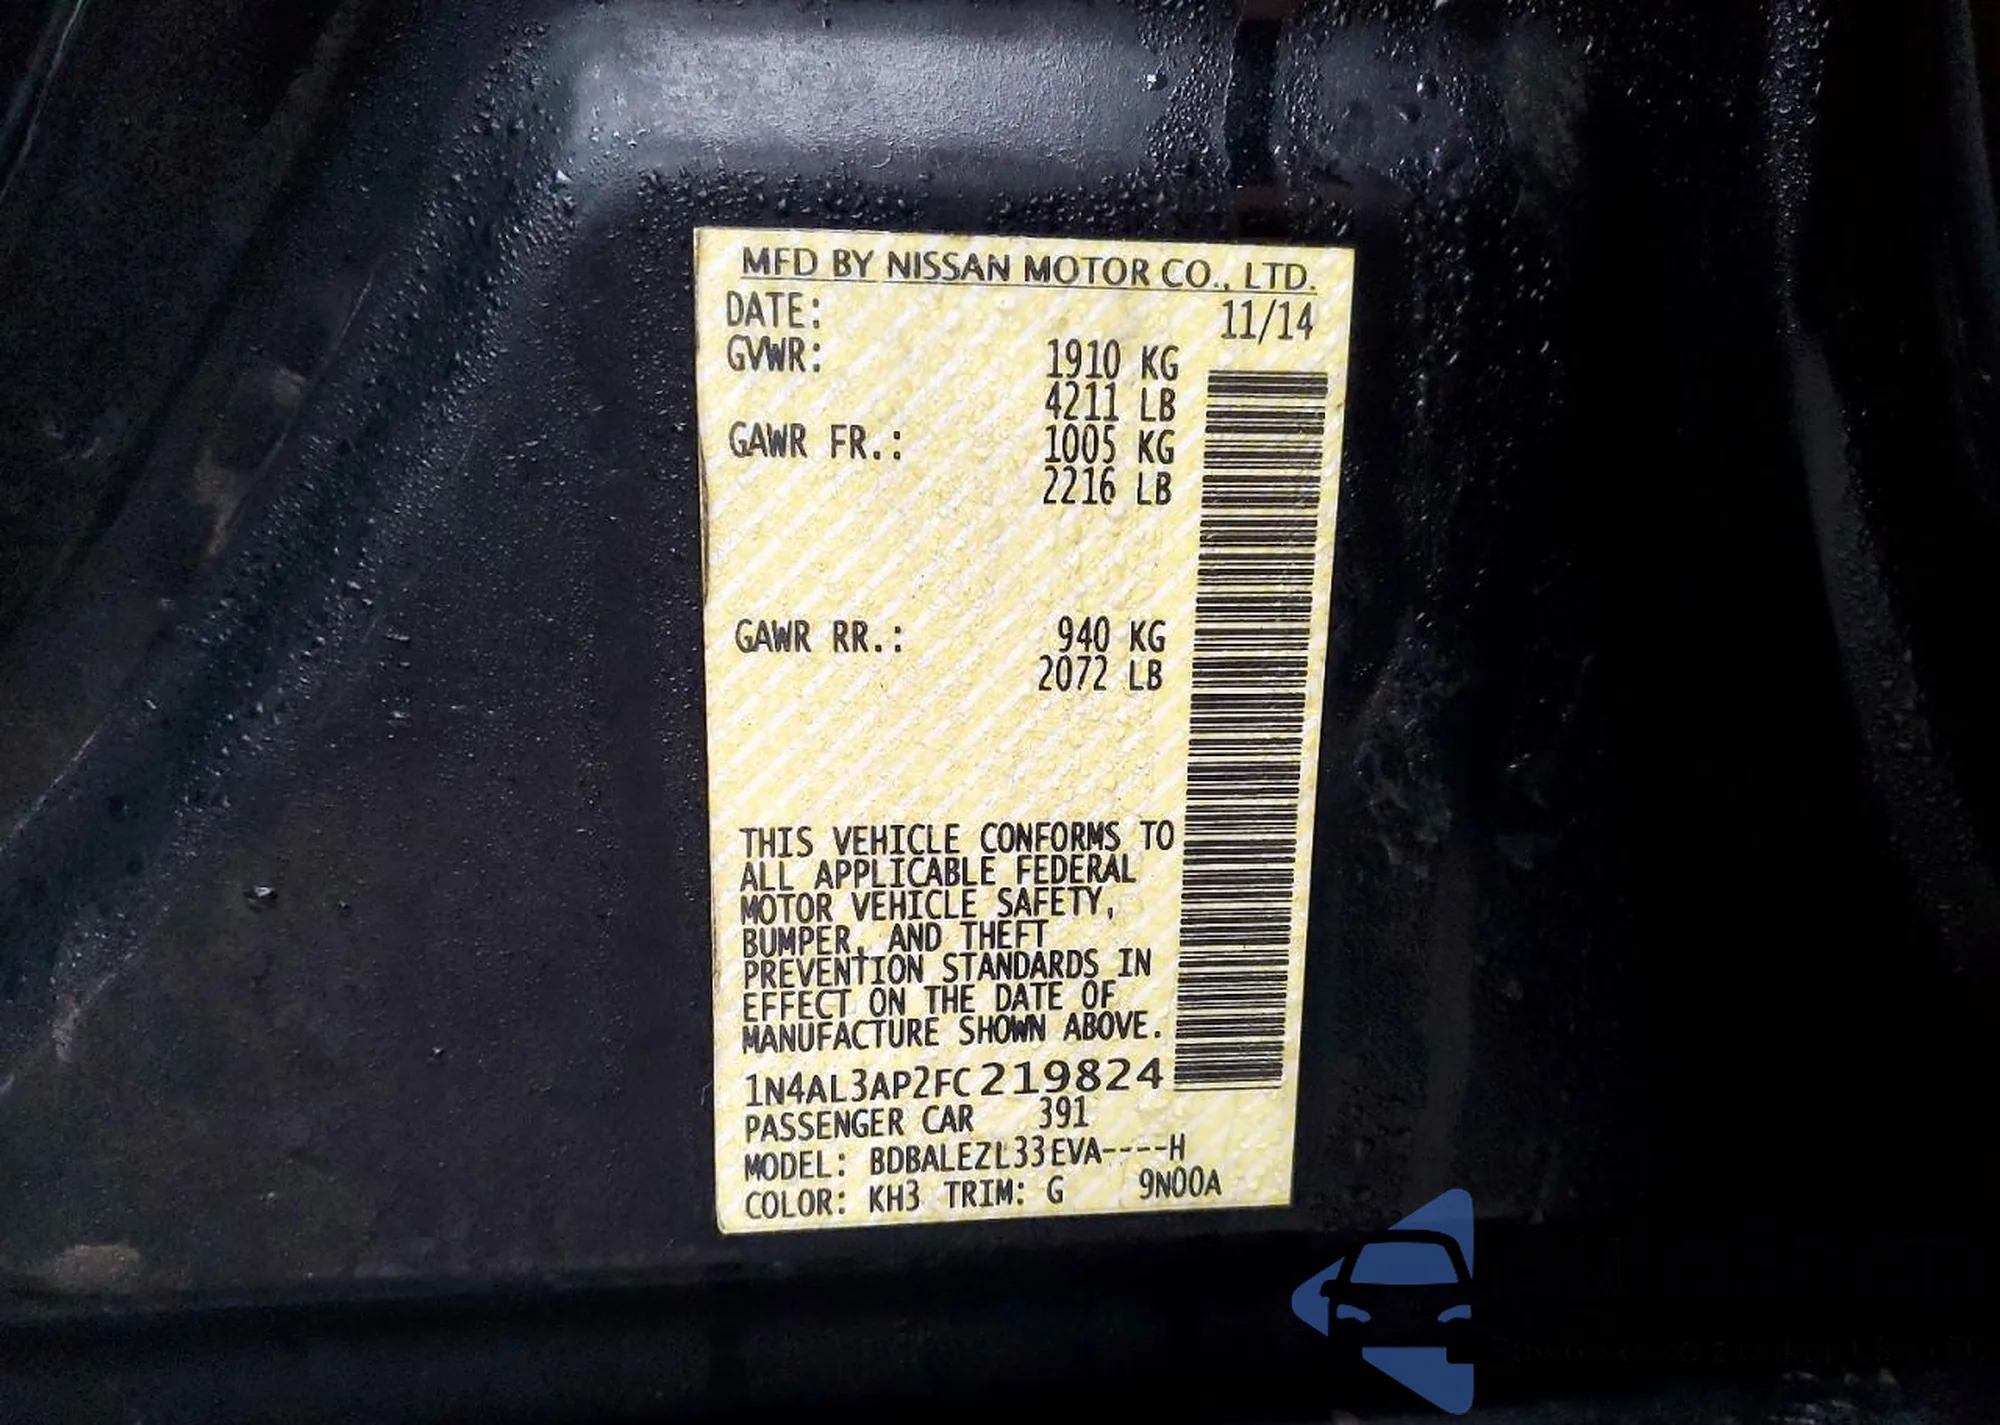 MFD BY NISSAN MOTOR CO., LTD.
DATE: 11/14
GVWR: 1910 KG
4211 LB
GAWR FR.: 1005 KG
2216 LB
GAWR RR.: 940 KG
2072 LB
THIS VEHICLE CONFORMS TO
ALL APPLICABLE FEDERAL
MOTOR VEHICLE SAFETY,
BUMPER, AND THEFT
PREVENTION STANDARDS IN
EFFECT ON THE DATE OF
MANUFACTURE SHOWN ABOVE.
1N4AL3AP2FC219824
PASSENGER CAR 391
MODEL: BDBALEZL33EVA----H
COLOR: KH3 TRIM: G 9N00A